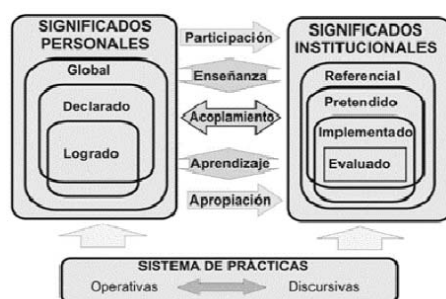 SIGNIFICADOS
PERSONALES
Global
Declarado
Logrado
Participación
Enseñanza
Acoplamiento
Aprendizaje
Apropiación
SIGNIFICADOS
INSTITUCIONALES
Referencial
Pretendido
Implementado
Evaluado
SISTEMA DE PRÁCTICAS
Operativas
Discursivas